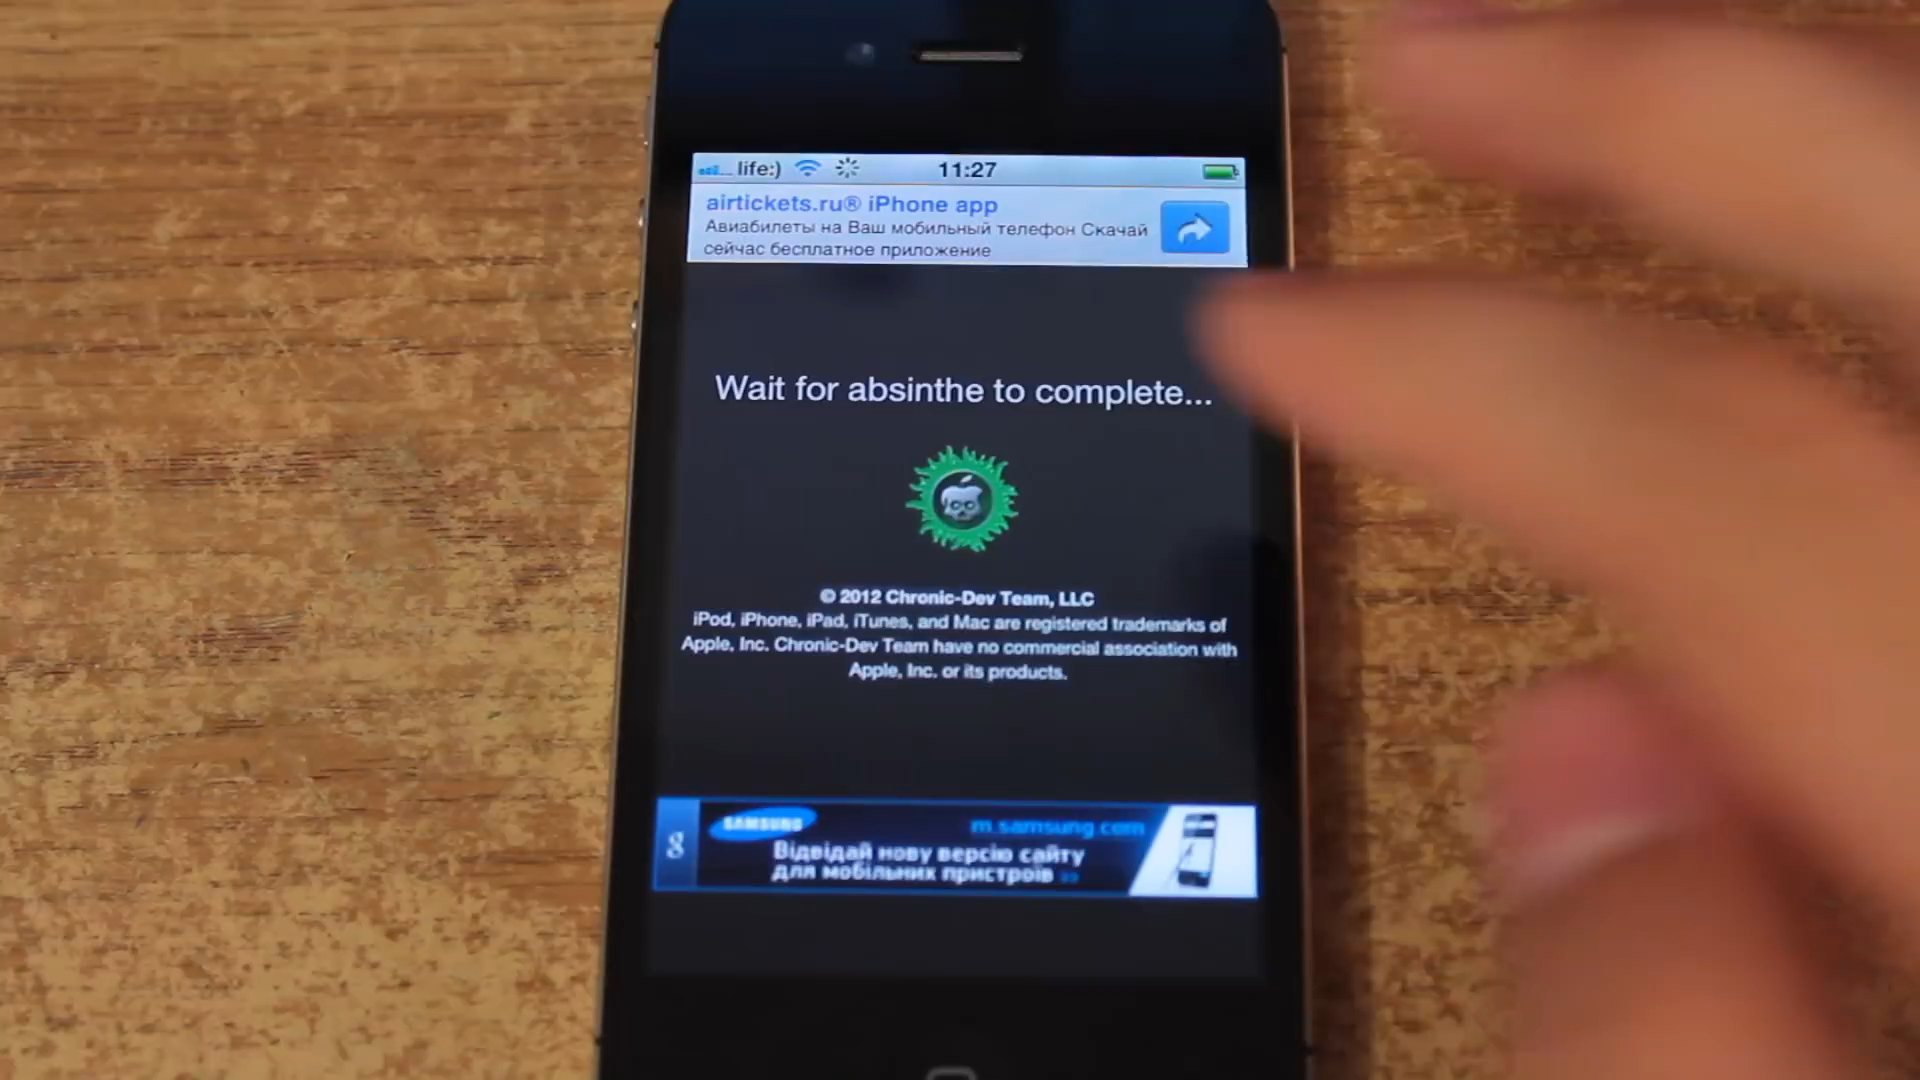 life:) 11:27
airtickets.ru® iPhone app
Авиабилеты на Ваш мобильный телефон Скачай
сейчас бесплатное приложение
Wait for absinthe to complete...
© 2012 Chronic-Dev Team, LLC
iPod, iPhone, iPad, iTunes, and Mac are registered trademarks of
Apple, Inc. Chronic-Dev Team have no commercial association with
Apple, Inc. or its products.
g SAMSUNG m.samsung.com
Відвідай нову версію сайту
для мобільних пристроїв »